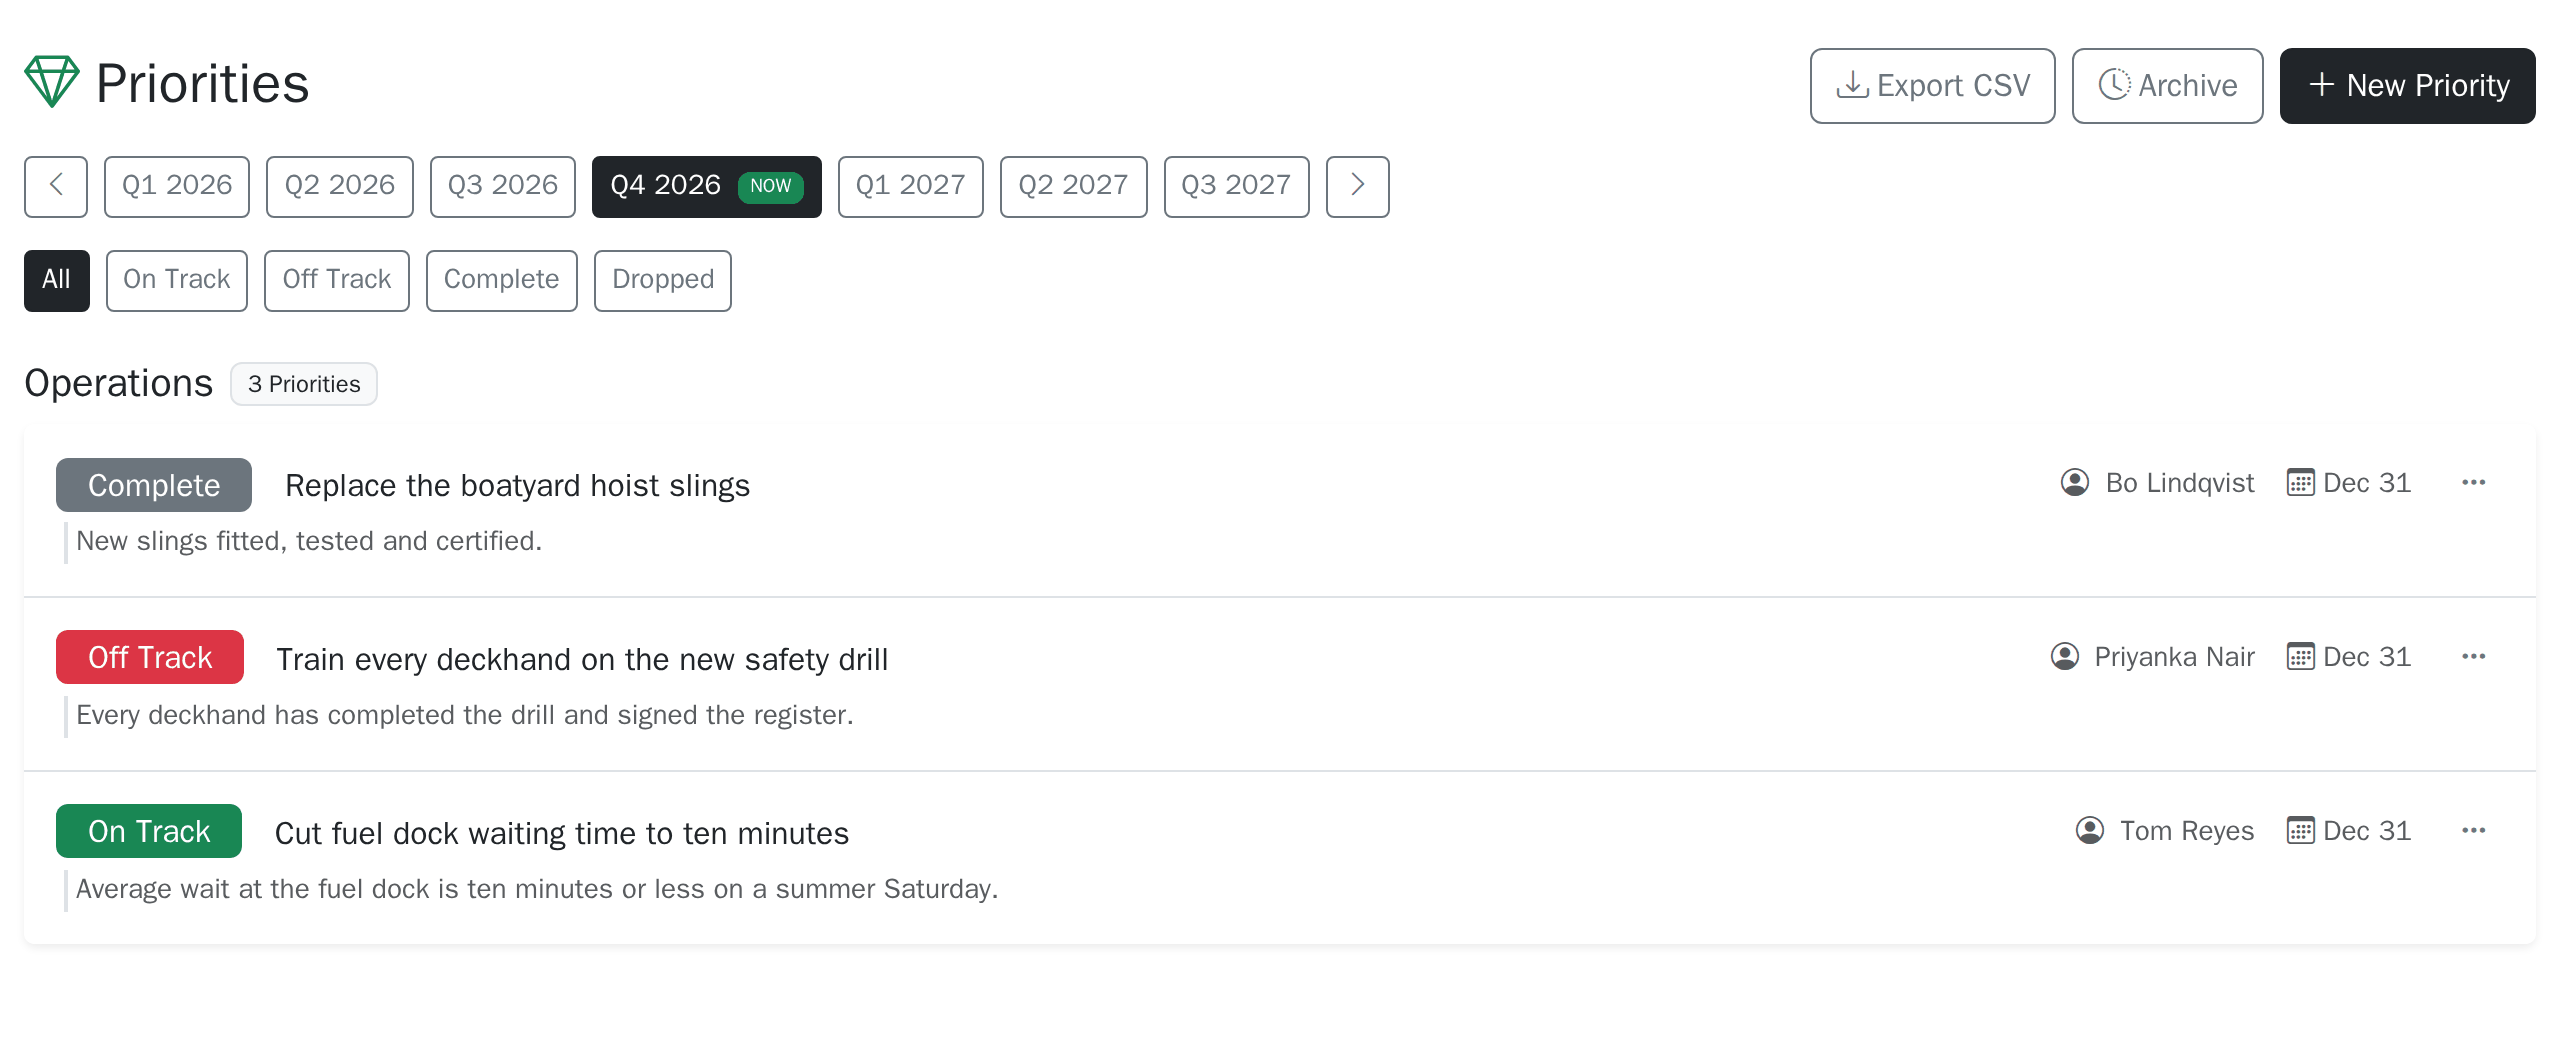 Priorities
Export CSV
Archive
New Priority
Q1 2026
Q2 2026
Q3 2026
Q4 2026 NOW
Q1 2027
Q2 2027
Q3 2027
All
On Track
Off Track
Complete
Dropped
Operations
3 Priorities
Complete
Replace the boatyard hoist slings
Bo Lindqvist
Dec 31
New slings fitted, tested and certified.
Off Track
Train every deckhand on the new safety drill
Priyanka Nair
Dec 31
Every deckhand has completed the drill and signed the register.
On Track
Cut fuel dock waiting time to ten minutes
Tom Reyes
Dec 31
Average wait at the fuel dock is ten minutes or less on a summer Saturday.